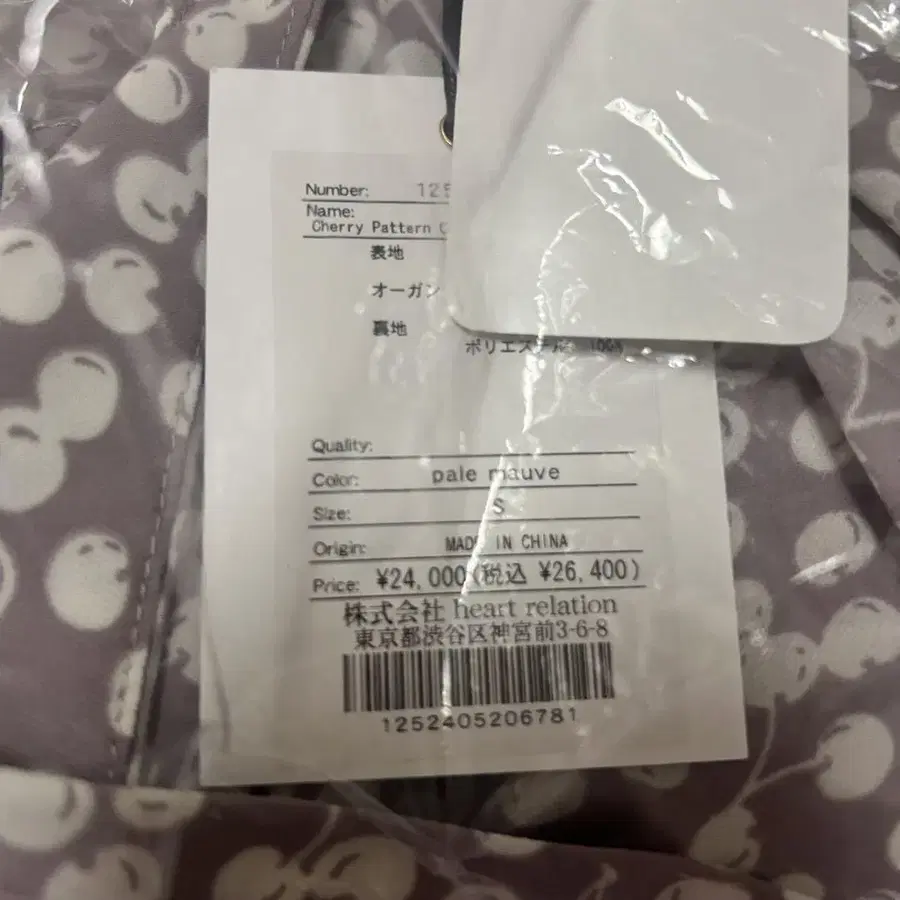 Number: 125
Name:
Cherry Pattern
表地
オーガン
裏地
ポリエステル 100%
Quality:
Color: pale mauve
Size: S
Origin: MADE IN CHINA
Price: ¥24,000(税込 ¥26,400)
株式会社 heart relation
東京都渋谷区神宮前3-6-8
1252405206781